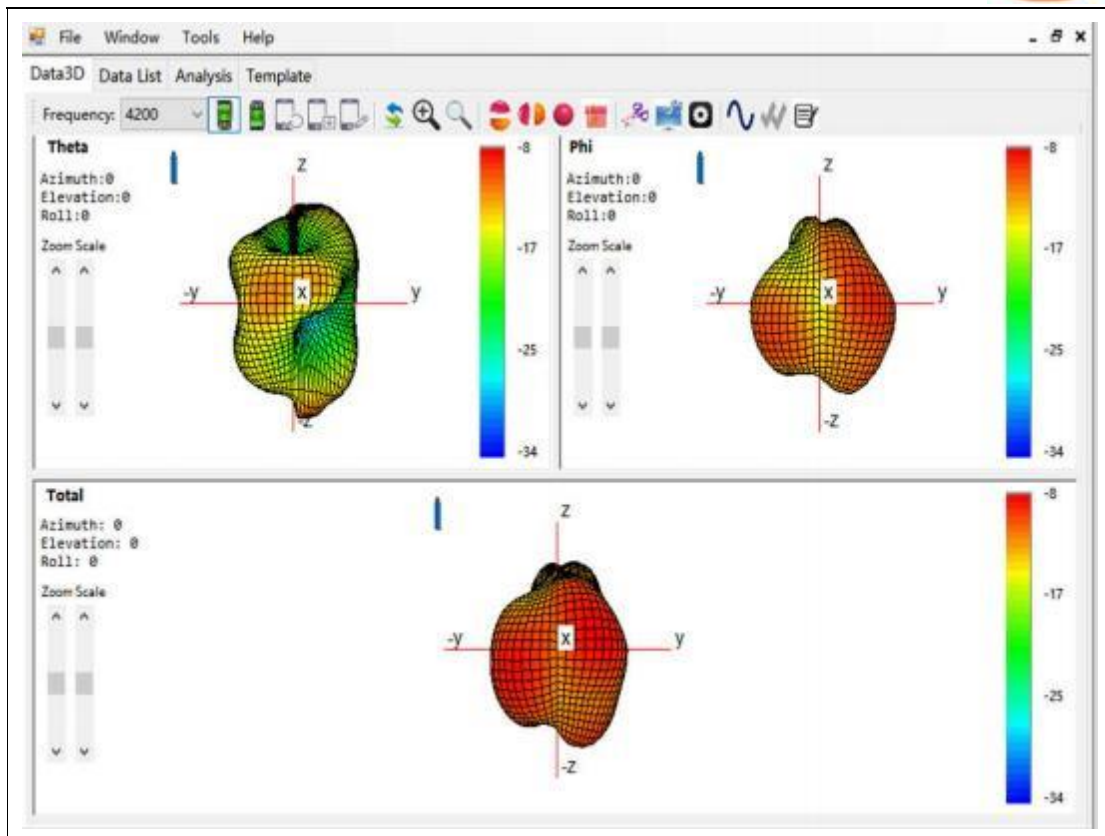 File Window Tools Help
Data3D Data List Analysis Template
Frequency: 4200
Theta
Azimuth:0
Elevation:0
Roll:0
Zoom Scale
Z
-y
X
y
-Z
-8
-17
-25
-34
Phi
Azimuth:0
Elevation:0
Roll:0
Zoom Scale
Z
-y
X
y
-Z
-8
-17
-25
-34
Total
Azimuth: 0
Elevation: 0
Roll: 0
Zoom Scale
Z
-y
X
y
-Z
-8
-17
-25
-34